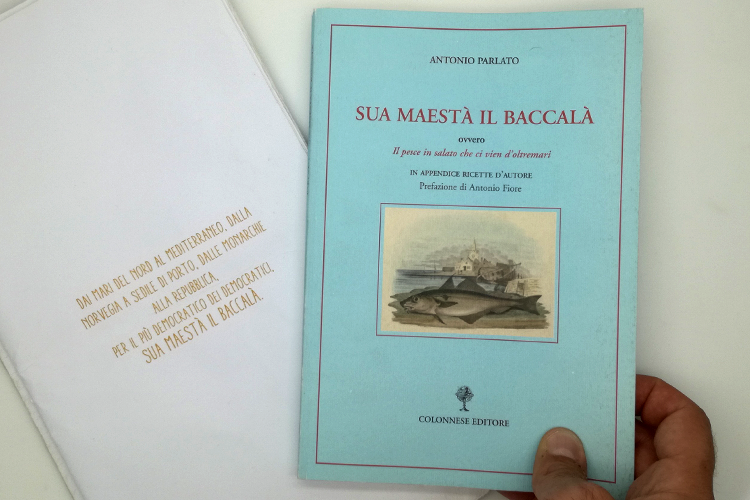 DAI MARI DEL NORD AL MEDITERRANEO, DALLA
NORVEGIA A SEDILE DI PORTO, DALLE MONARCHIE
ALLA REPUBBLICA,
PER IL PIÙ DEMOCRATICO DEI DEMOCRATICI,
SUA MAESTÀ IL BACCALÀ.
ANTONIO PARLATO
SUA MAESTÀ IL BACCALÀ
ovvero
Il pesce in salato che ci vien d'oltremari
IN APPENDICE RICETTE D'AUTORE
Prefazione di Antonio Fiore
COLONNESE EDITORE